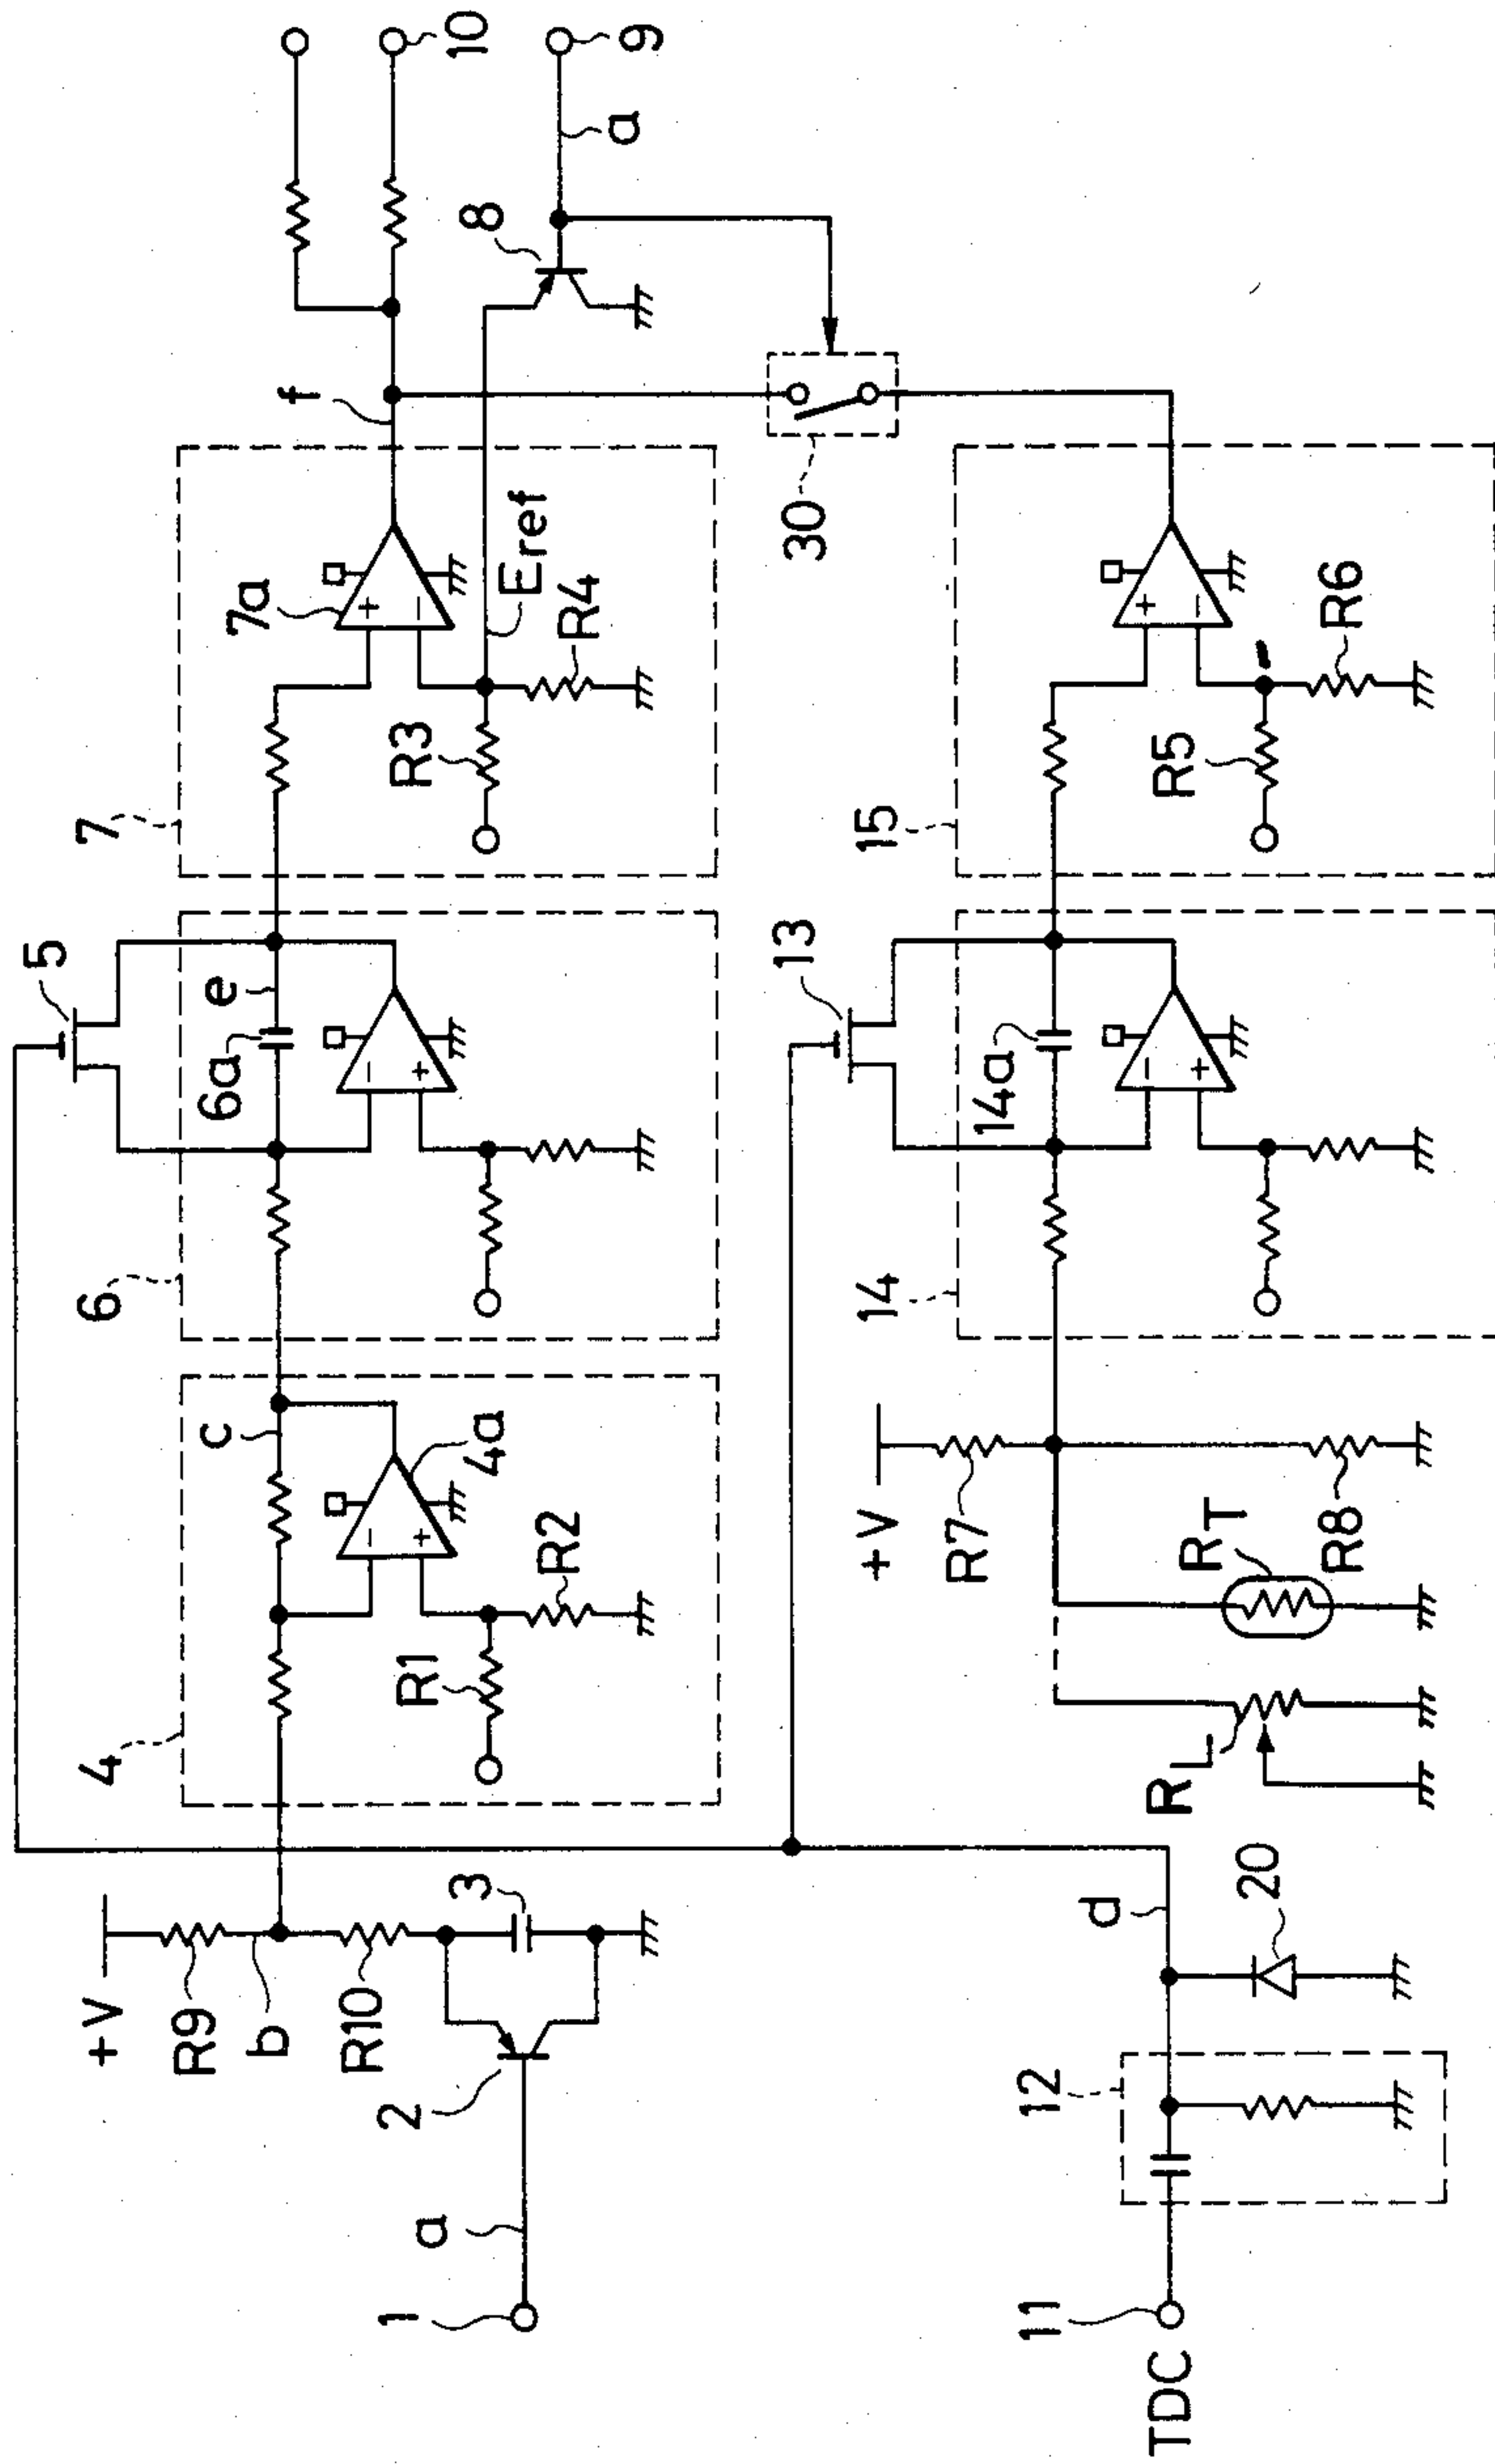 1
a
2
+V
R9
b
R10
3
4
R1
R2
4a
−
+
c
6
6a
e
−
+
5
7
R3
R4
7a
+
−
Eref
f
8
a
9
10
30
TDC
11
12
d
20
RL
RT
+V
R7
R8
14
14a
−
+
13
15
R5
R6
+
−